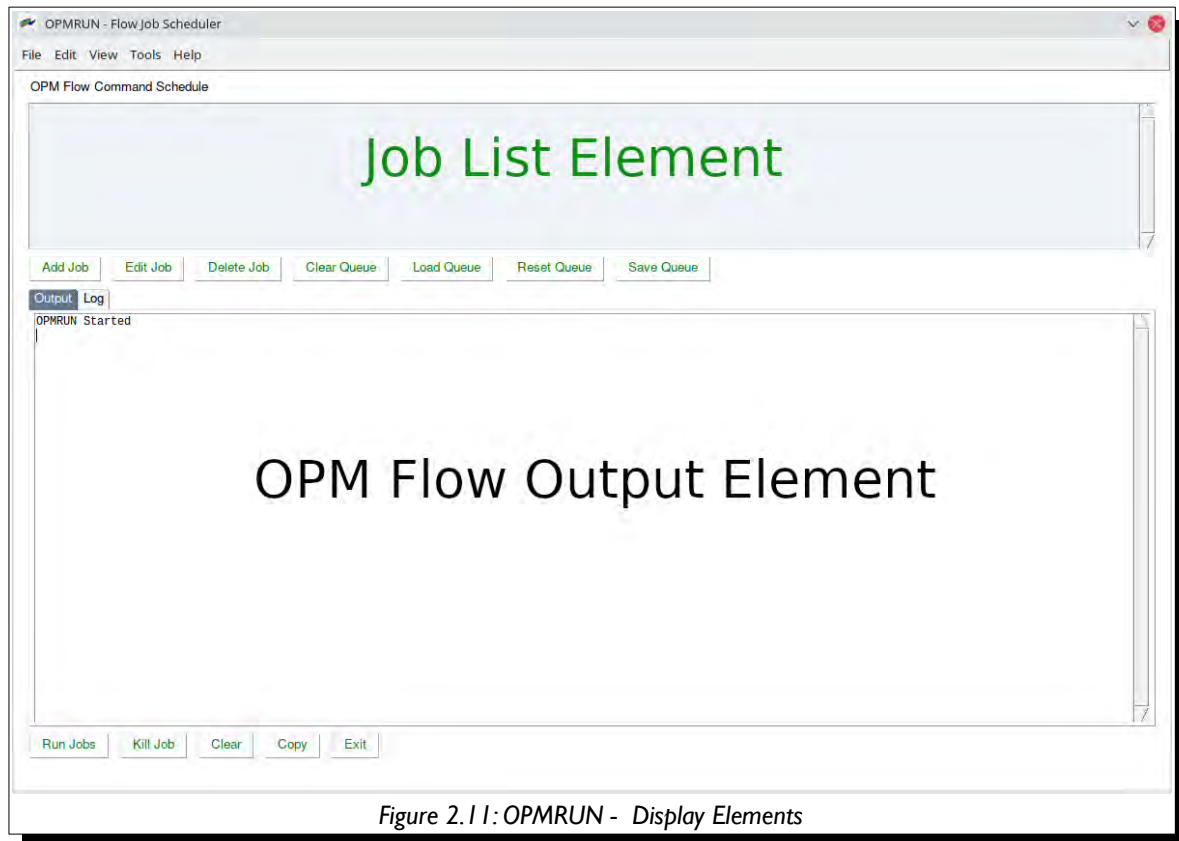 OPMRUN - Flow Job Scheduler
File Edit View Tools Help
OPM Flow Command Schedule
Job List Element
Add Job Edit Job Delete Job Clear Queue Load Queue Reset Queue Save Queue
Output Log
OPMRUN Started
OPM Flow Output Element
Run Jobs Kill Job Clear Copy Exit
Figure 2.11: OPMRUN - Display Elements